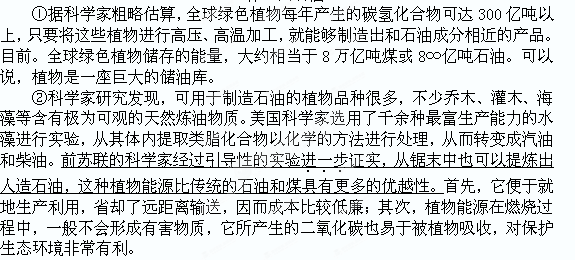 ①据科学家粗略估算，全球绿色植物每年产生的碳氢化合物可达 300 亿吨以
上，只要将这些植物进行高压、高温加工，就能够制造出和石油成分相近的产品。
目前。全球绿色植物储存的能量，大约相当于 8 万亿吨煤或 8∞亿吨石油。可以
说，植物是一座巨大的储油库。
②科学家研究发现，可用于制造石油的植物品种很多，不少乔木、灌木、海
藻等含有极为可观的天然炼油物质。美国科学家选用了千余种最富生产能力的水
藻进行实验，从其体内提取类脂化合物以化学的方法进行处理，从而转变成汽油
和柴油。前苏联的科学家经过引导性的实验进一步证实，从锯末中也可以提炼出
人造石油，这种植物能源比传统的石油和煤具有更多的优越性。首先，它便于就
地生产利用，省却了远距离输送，因而成本比较低廉；其次，植物能源在燃烧过
程中，一般不会形成有害物质，它所产生的二氧化碳也易于被植物吸收，对保护
生态环境非常有利。